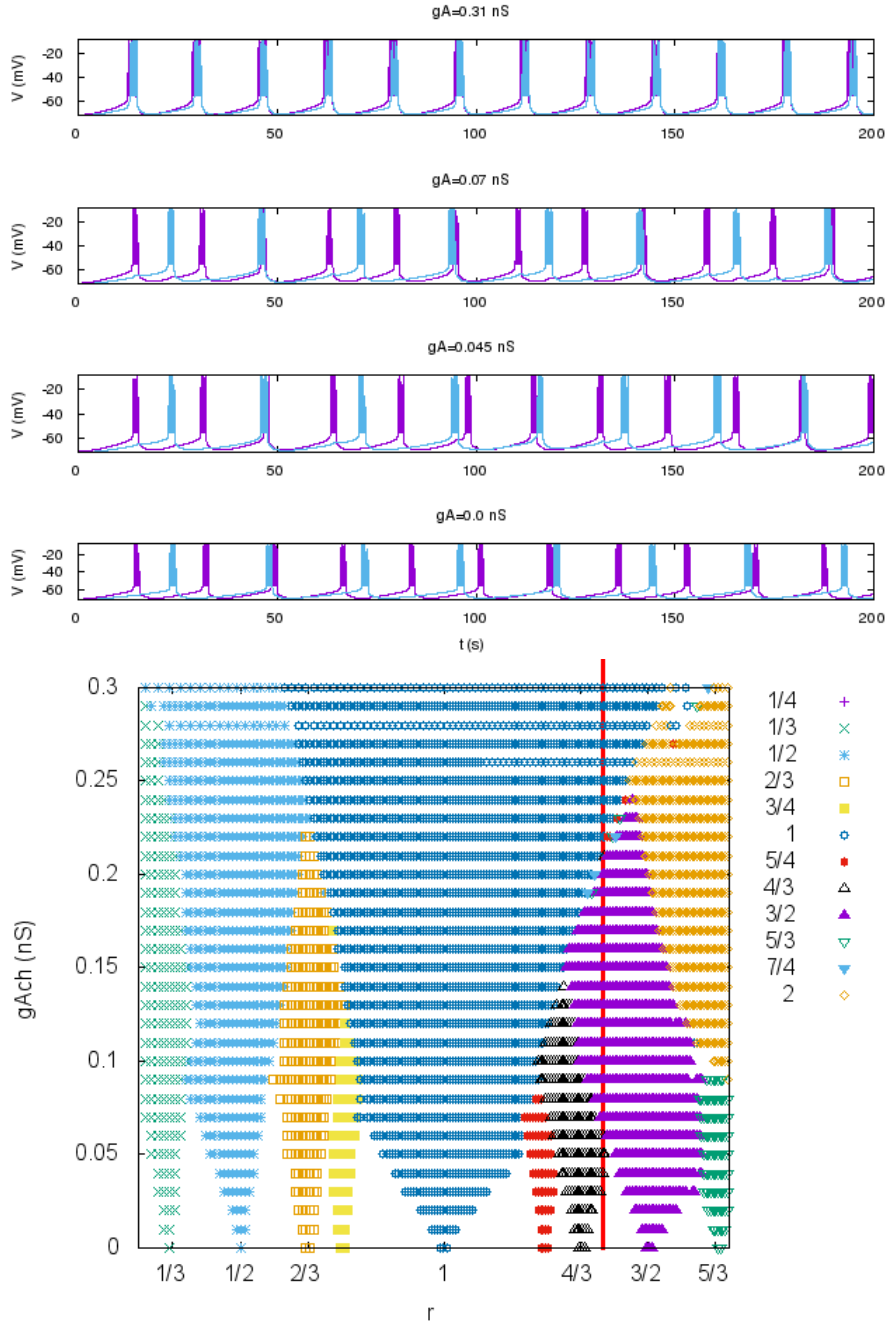 gA=0.31 nS
V (mV)
-20
-40
-60
0 50 100 150 200
gA=0.07 nS
V (mV)
-20
-40
-60
0 50 100 150 200
gA=0.045 nS
V (mV)
-20
-40
-60
0 50 100 150 200
gA=0.0 nS
V (mV)
-20
-40
-60
0 50 100 150 200
t (s)
gAch (nS)
0.3
0.25
0.2
0.15
0.1
0.05
0
1/3 1/2 2/3 1 4/3 3/2 5/3
r
1/4
1/3
1/2
2/3
3/4
1
5/4
4/3
3/2
5/3
7/4
2